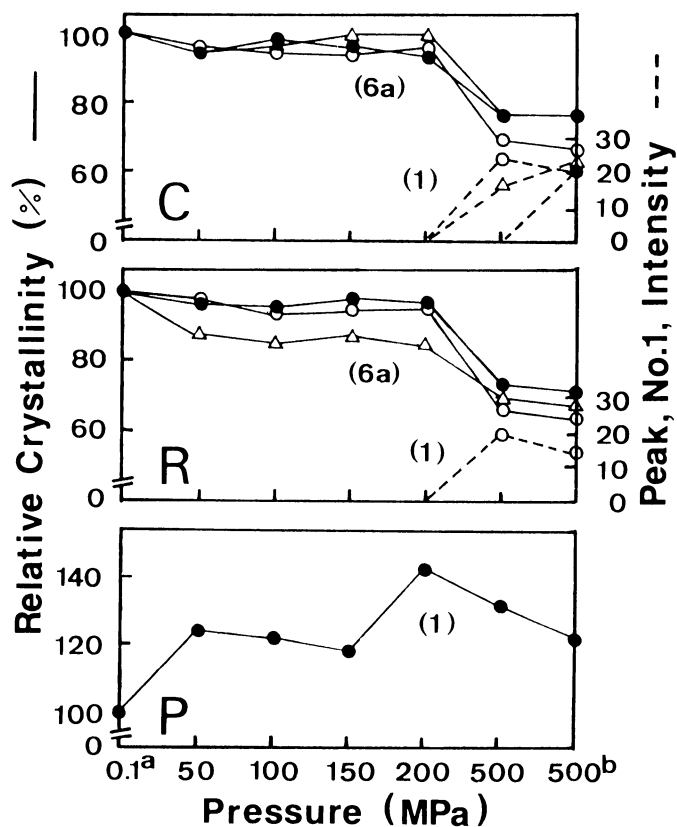 Relative Crystallinity (%)
Peak, No.1, Intensity
100
80
60
0
(6a)
(1)
C
30
20
10
0
100
80
60
0
(6a)
(1)
R
30
20
10
0
140
120
100
0
(1)
P
0.1a 50 100 150 200 500 500b
Pressure (MPa)